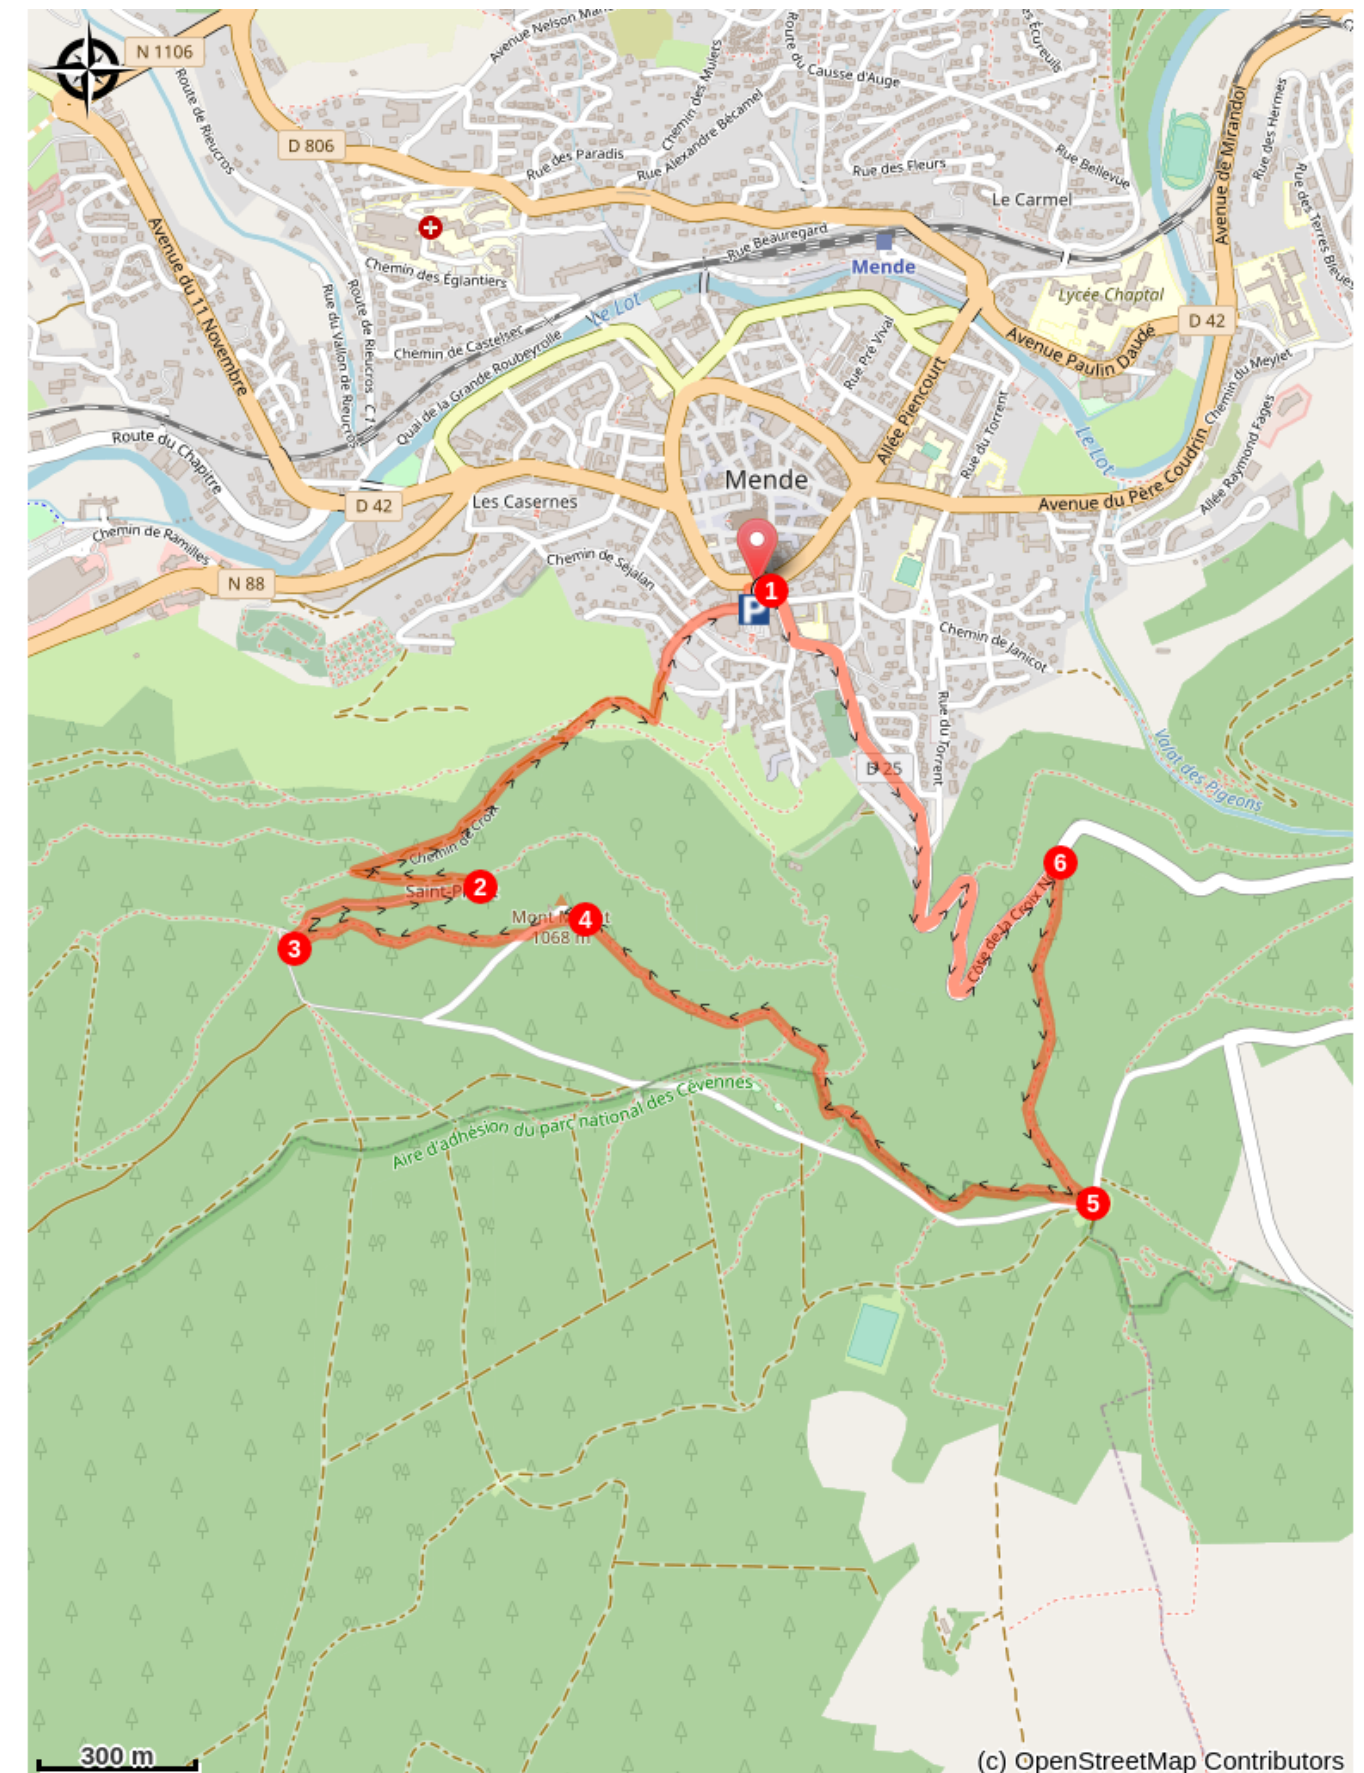 N 1106
Avenue Nelson Man
Route du Causse d'Auge
es Écureuils
Route de Rieucros
Chemin des Mulets
D 806
Rue des Paradis
Rue Alexandre Bécamel
Rue des Fleurs
Rue Bellevue
Rue des Hermes
Avenue de Mirandol
Rue des Terres Bleues
Le Carmel
Rue Beauregard
Mende
Chemin des Églantiers
Avenue du 11 Novembre
Rue du Vallon de Rieucros
Route de Rieucros C 1
Le Lot
Lycée Chaptal
D 42
Chemin de Castelsec
Quai de la Grande Roubeyrolle
Rue Pré Vival
Avenue Paulin Daudé
Allée Piencourt
Rue du Torrent
Chemin du Meylet
Allée Raymond Fages
Route du Chapitre
Le Lot
Mende
Les Casernes
D 42
Avenue du Père Coudrin
Chemin de Ramilles
Chemin de Séjalan
N 88
P
1
Chemin de Janicot
Rue du Torrent
D 25
Valat des Pigeons
Chemin de Croix
6
2
Côte de la Croix N
4
1068 m
3
Aire d'adhésion du parc national des Cévennes
5
300 m
(c) OpenStreetMap Contributors